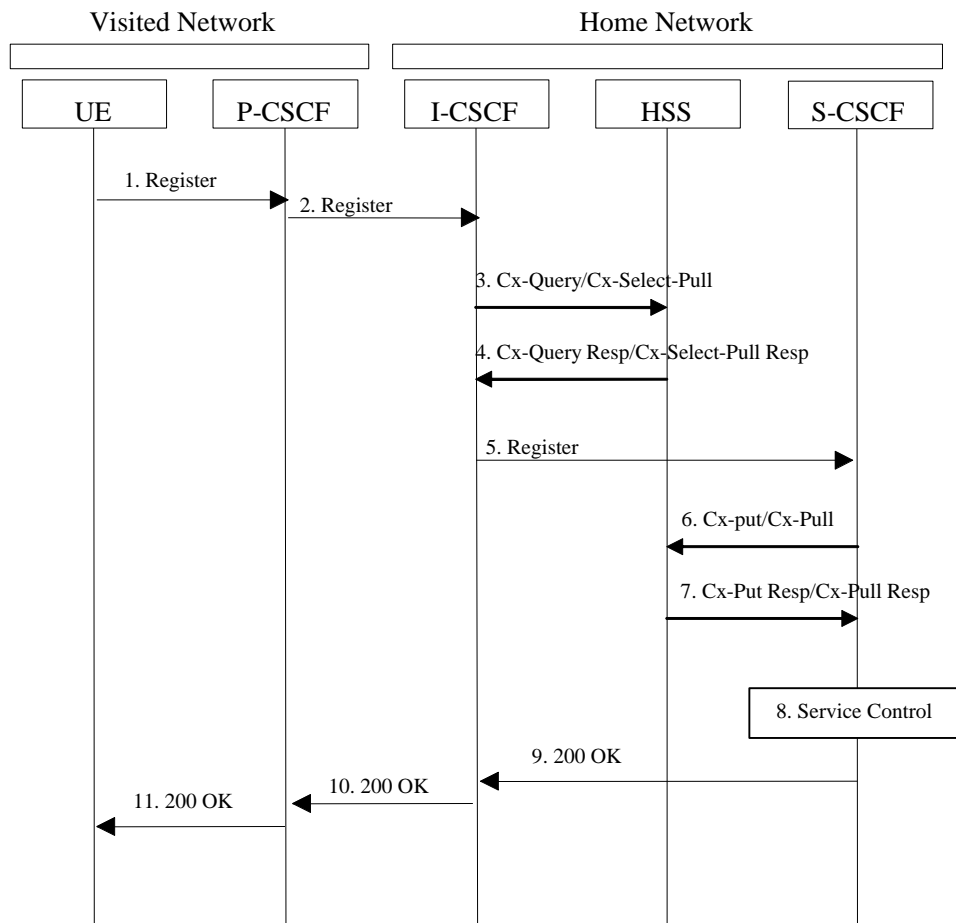 Visited Network
Home Network
UE
P-CSCF
I-CSCF
HSS
S-CSCF
1. Register
2. Register
3. Cx-Query/Cx-Select-Pull
4. Cx-Query Resp/Cx-Select-Pull Resp
5. Register
6. Cx-put/Cx-Pull
7. Cx-Put Resp/Cx-Pull Resp
8. Service Control
9. 200 OK
10. 200 OK
11. 200 OK